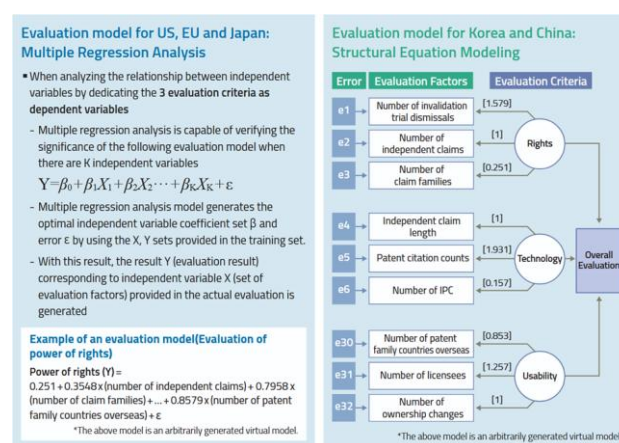 Evaluation model for US, EU and Japan:
Multiple Regression Analysis
▪ When analyzing the relationship between independent
variables by dedicating the 3 evaluation criteria as
dependent variables
- Multiple regression analysis is capable of verifying the
significance of the following evaluation model when
there are K independent variables
Y=β₀+β₁X₁+β₂X₂⋯+βₖXₖ+ε
- Multiple regression analysis model generates the
optimal independent variable coefficient set β and
error ε by using the X, Y sets provided in the training set.
- With this result, the result Y (evaluation result)
corresponding to independent variable X (set of
evaluation factors) provided in the actual evaluation is
generated
Example of an evaluation model(Evaluation of
power of rights)
Power of rights (Y) =
0.251+0.3548x(number of independent claims)+0.7958x
(number of claim families)+...+0.8579x(number of patent
family countries overseas)+ε
*The above model is an arbitrarily generated virtual model.
Evaluation model for Korea and China:
Structural Equation Modeling
Error Evaluation Factors Evaluation Criteria
e1 Number of invalidation
trial dismissals [1.579]
e2 Number of
independent claims [1]
Rights
e3 Number of
claim families [0.251]
e4 Independent claim
length [1]
e5 Patent citation counts [1.931]
Technology
Overall
Evaluation
e6 Number of IPC [0.157]
e30 Number of patent
family countries overseas [0.853]
e31 Number of licensees [1.257]
Usability
e32 Number of
ownership changes [1]
*The above model is an arbitrarily generated virtual model